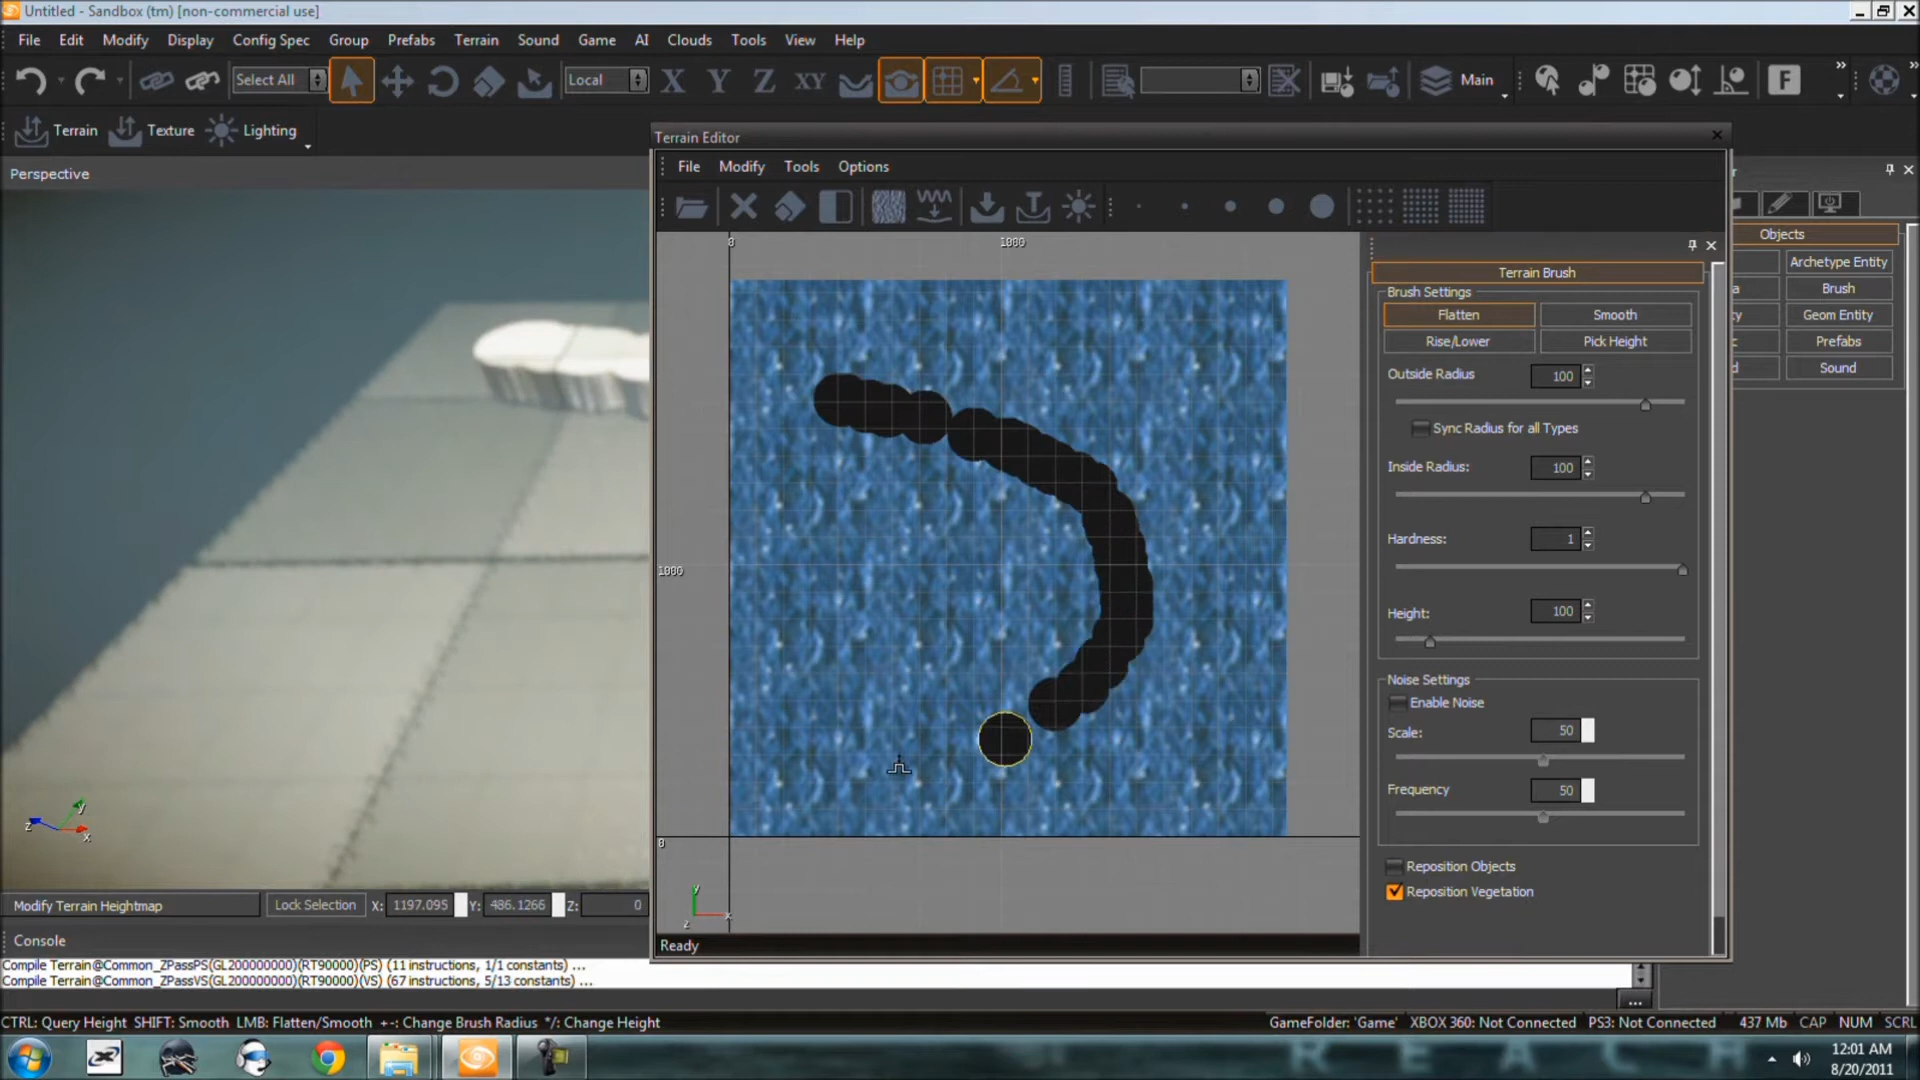 Untitled - Sandbox (tm) [non-commercial use]
File Edit Modify Display Config Spec Group Prefabs Terrain Sound Game AI Clouds Tools View Help
Select All Local X Y Z XY Main F
Terrain Texture Lighting
Terrain Editor
File Modify Tools Options
Perspective
0 1000
1000
0
Terrain Brush
Brush Settings
Flatten Smooth
Rise/Lower Pick Height
Outside Radius 100
Sync Radius for all Types
Inside Radius: 100
Hardness: 1
Height: 100
Noise Settings
Enable Noise
Scale: 50
Frequency 50
Reposition Objects
Reposition Vegetation
Objects
Archetype Entity
Brush
Geom Entity
Prefabs
Sound
z y x
y z x
Modify Terrain Heightmap Lock Selection X: 1197.095 Y: 486.1266 Z: 0
Ready
Console
Compile Terrain@Common_ZPassPS(GL200000000)(RT90000)(PS) (11 instructions, 1/1 constants) ...
Compile Terrain@Common_ZPassVS(GL200000000)(RT90000)(VS) (67 instructions, 5/13 constants) ...
CTRL: Query Height SHIFT: Smooth LMB: Flatten/Smooth +-: Change Brush Radius */: Change Height
GameFolder: 'Game' XBOX 360: Not Connected PS3: Not Connected 437 Mb CAP NUM SCRL
R E A C H
12:01 AM
8/20/2011